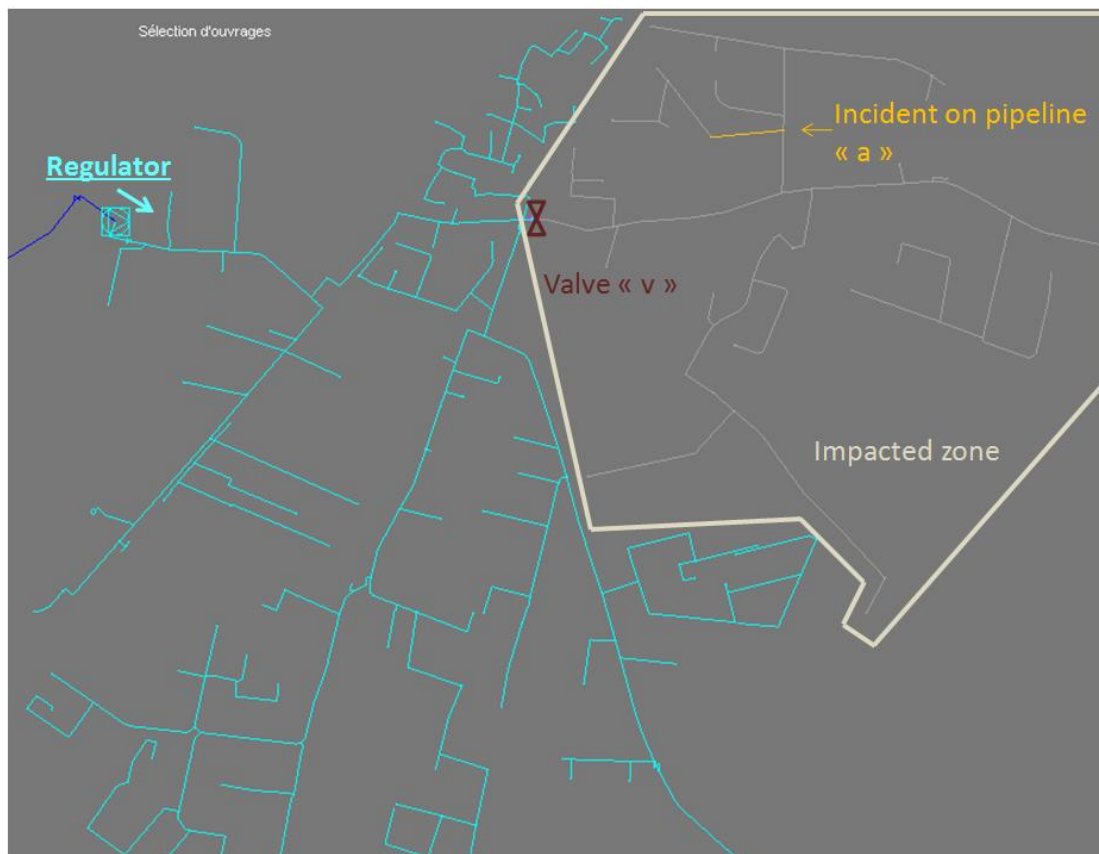 Sélection d'ouvrages
Incident on pipeline
« a »
Regulator
Valve « v »
Impacted zone